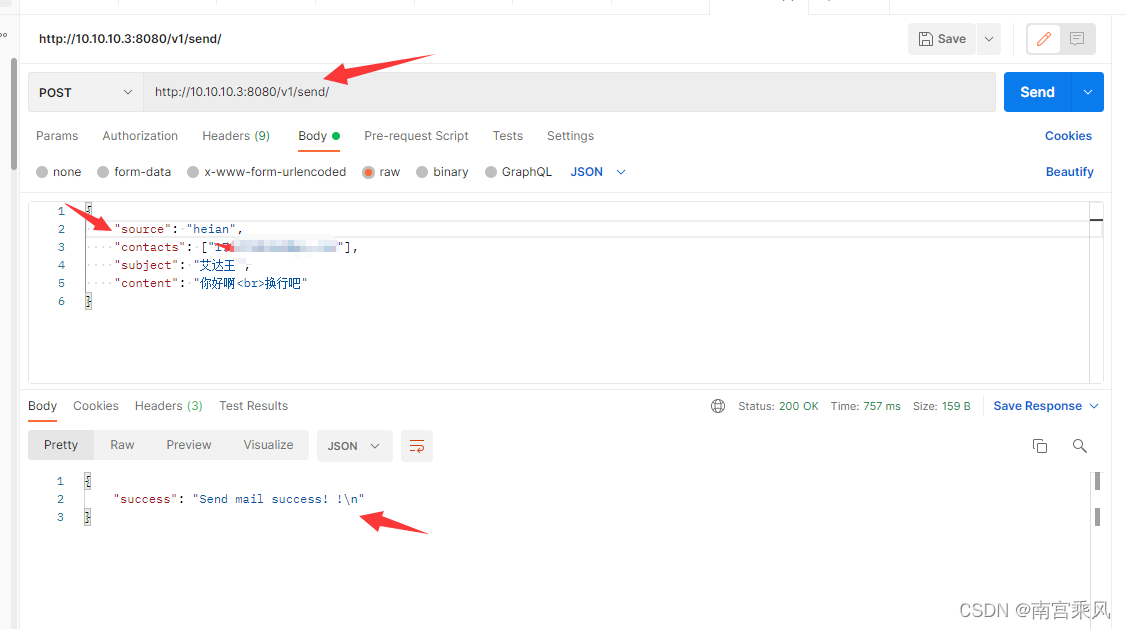 http://10.10.10.3:8080/v1/send/
Save
POST http://10.10.10.3:8080/v1/send/ Send
Params Authorization Headers (9) Body Pre-request Script Tests Settings Cookies
none form-data x-www-form-urlencoded raw binary GraphQL JSON Beautify
1 {
2 "source": "heian",
3 "contacts": ["1 "],
4 "subject": "艾达王 ",
5 "content": "你好啊<br>换行吧"
6 }
Body Cookies Headers (3) Test Results Status: 200 OK Time: 757 ms Size: 159 B Save Response
Pretty Raw Preview Visualize JSON
1 {
2 "success": "Send mail success! !\n"
3 }
CSDN @南宫乘风